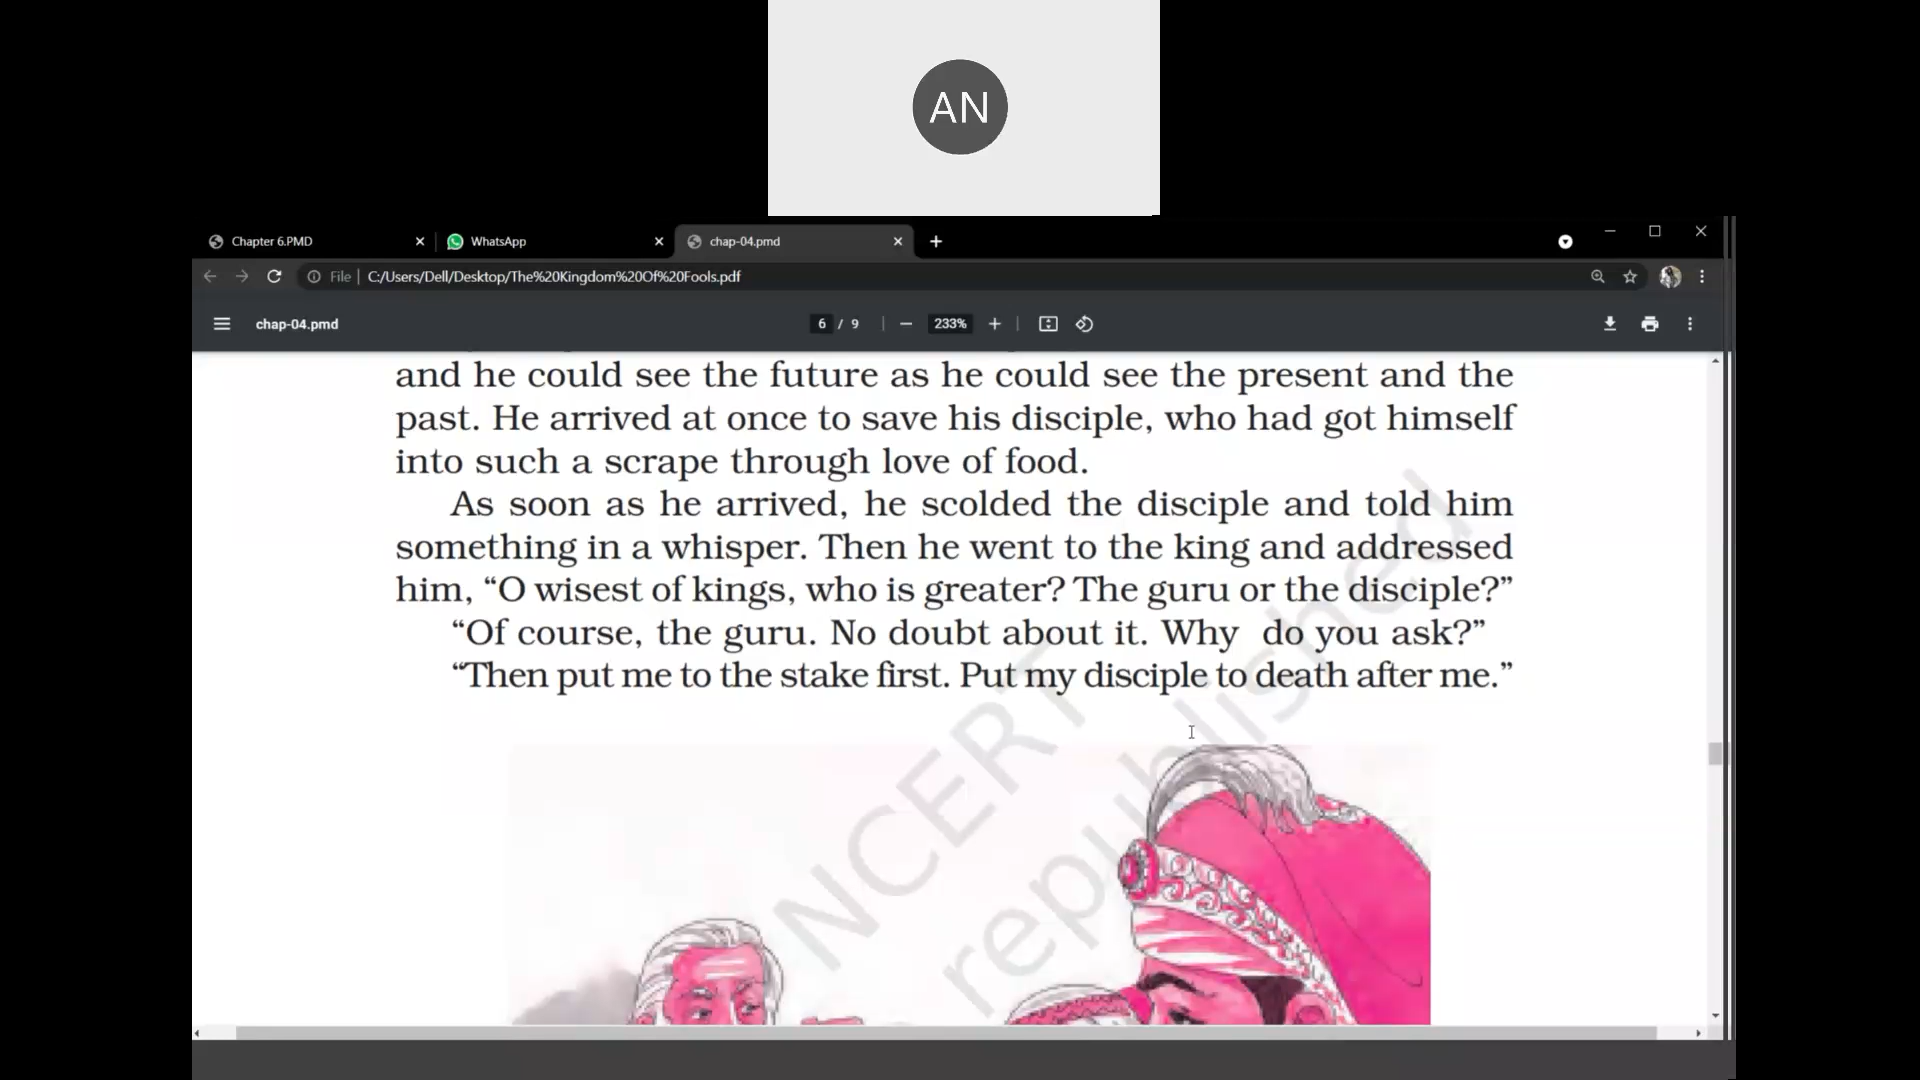 AN
Chapter 6.PMD
WhatsApp
chap-04.pmd
File
C:/Users/Dell/Desktop/The%20Kingdom%20Of%20Fools.pdf
chap-04.pmd
6 / 9
233%
and he could see the future as he could see the present and the
past. He arrived at once to save his disciple, who had got himself
into such a scrape through love of food.
As soon as he arrived, he scolded the disciple and told him
something in a whisper. Then he went to the king and addressed
him, “O wisest of kings, who is greater? The guru or the disciple?”
“Of course, the guru. No doubt about it. Why do you ask?”
“Then put me to the stake first. Put my disciple to death after me.”
NCERT
republished